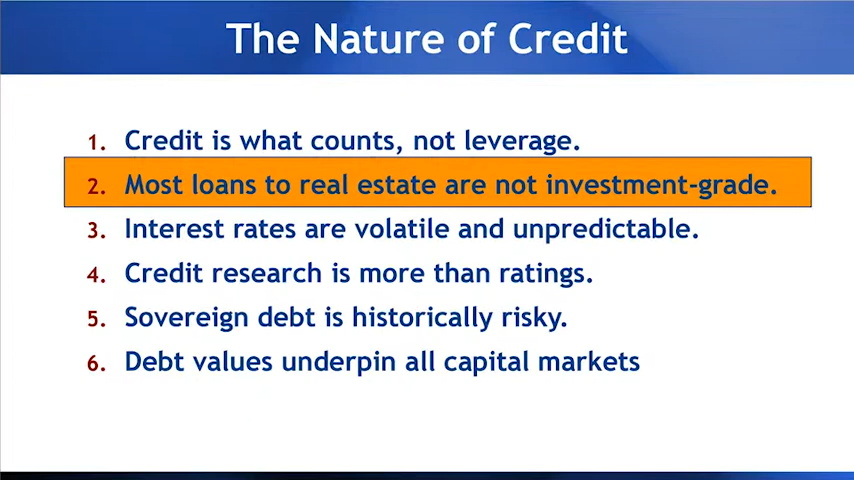 The Nature of Credit
1. Credit is what counts, not leverage.
2. Most loans to real estate are not investment-grade.
3. Interest rates are volatile and unpredictable.
4. Credit research is more than ratings.
5. Sovereign debt is historically risky.
6. Debt values underpin all capital markets